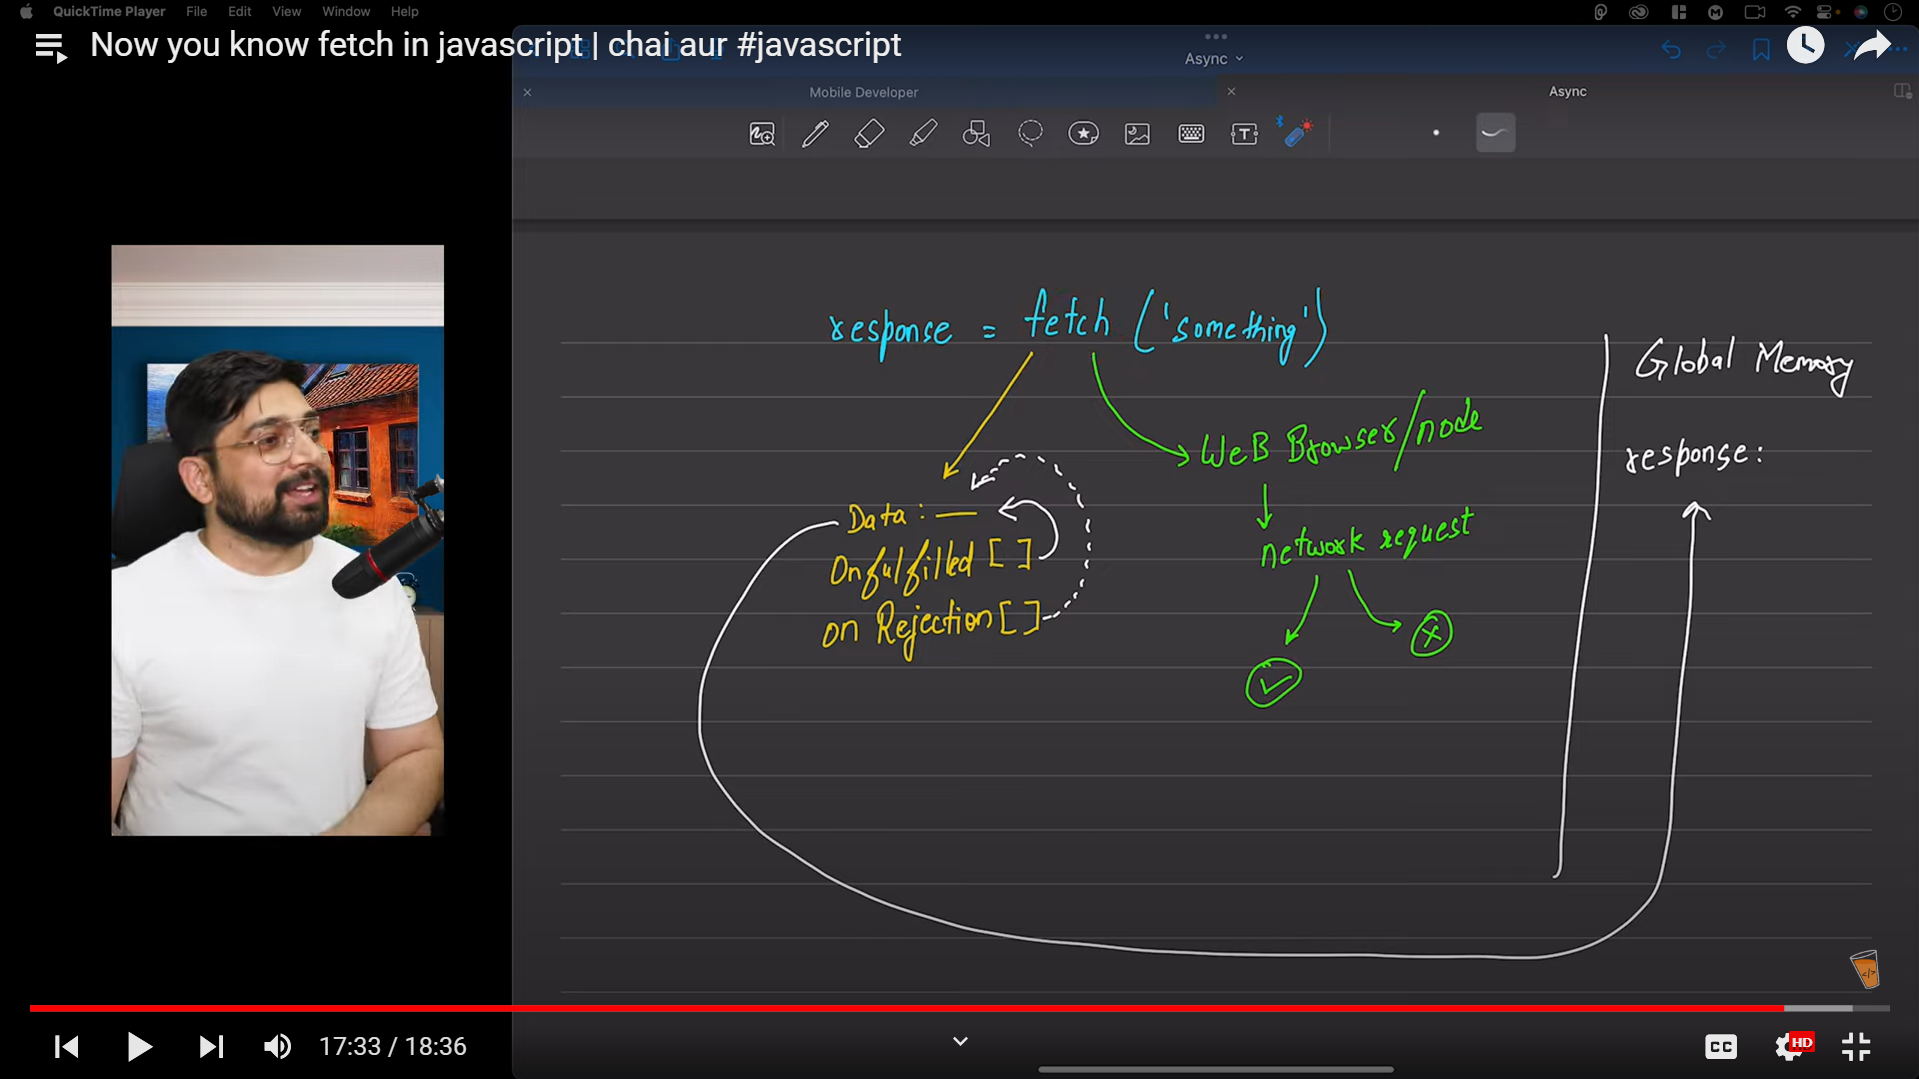 QuickTime Player File Edit View Window Help
Now you know fetch in javascript | chai aur #javascript
Async
Mobile Developer
Async
T
response = fetch ('something')
Global Memory
WeB Browser/node
response:
Data : —
Onfulfilled [ ]
network request
on Rejection [ ]
</>
17:33 / 18:36
CC
HD